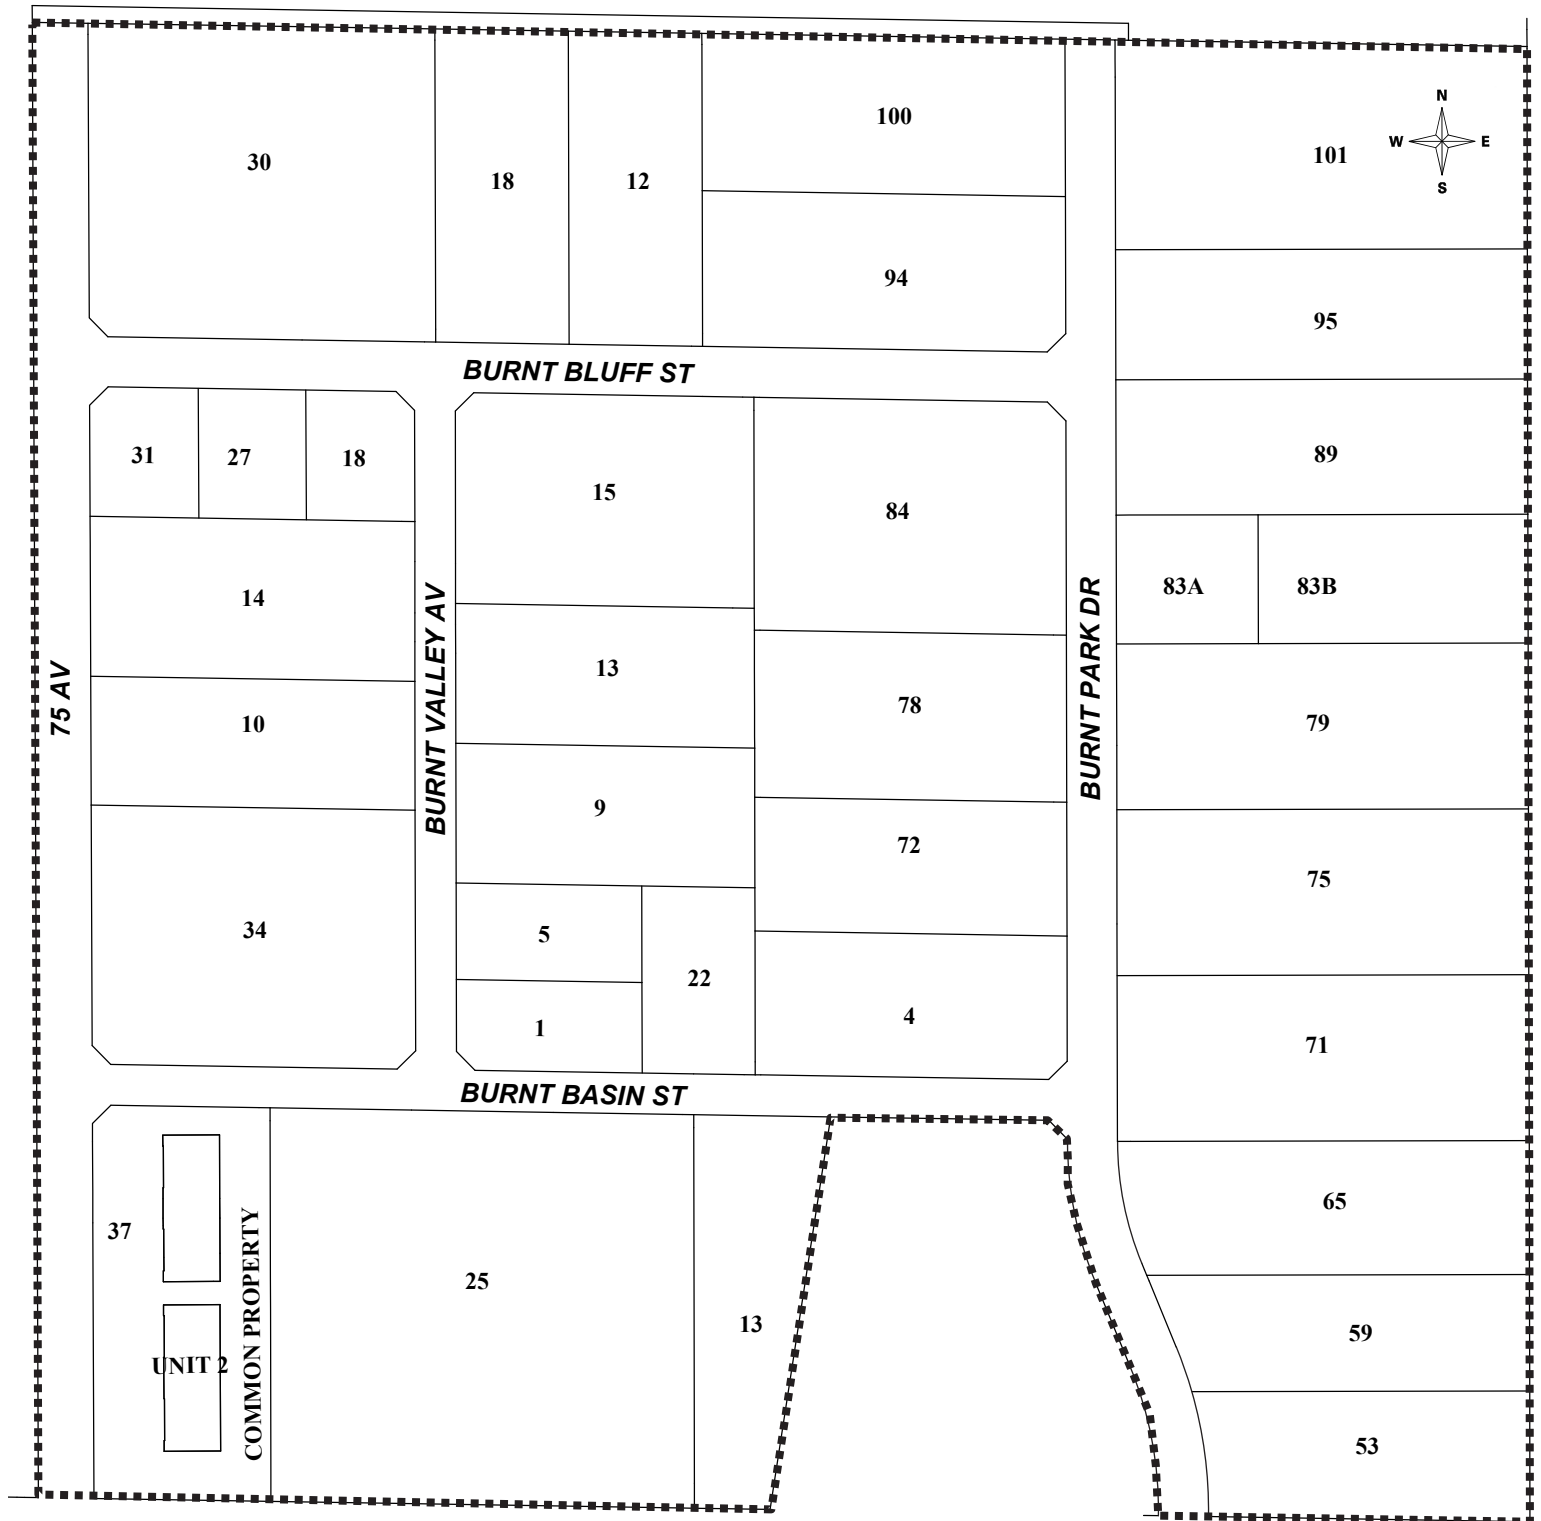 N
W E
S
30
18
12
100
101
94
95
BURNT BLUFF ST
31
27
18
15
84
89
14
13
83A
83B
75 AV
BURNT VALLEY AV
BURNT PARK DR
10
78
79
9
72
75
34
5
22
4
71
1
BURNT BASIN ST
37
UNIT 2
COMMON PROPERTY
25
13
65
59
53